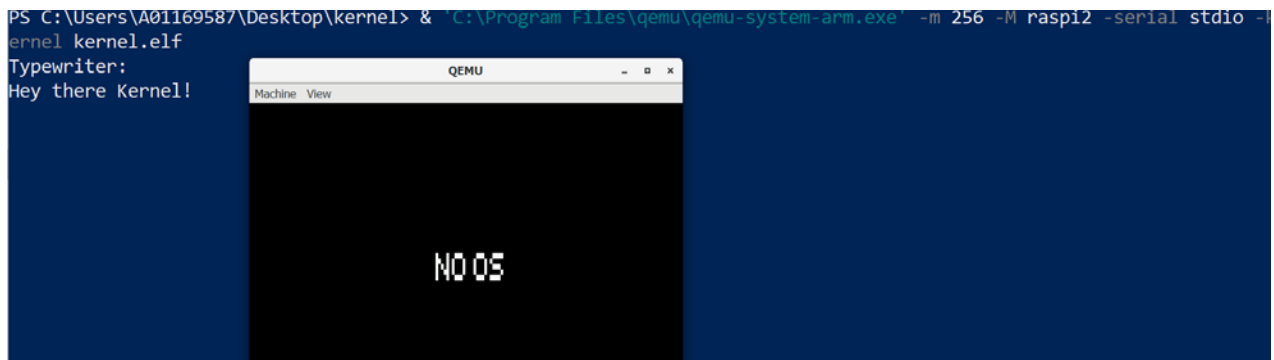 PS C:\Users\A01169587\Desktop\kernel> & 'C:\Program Files\qemu\qemu-system-arm.exe' -m 256 -M raspi2 -serial stdio -k
ernel kernel.elf
Typewriter:
Hey there Kernel!
QEMU
Machine View
NO OS